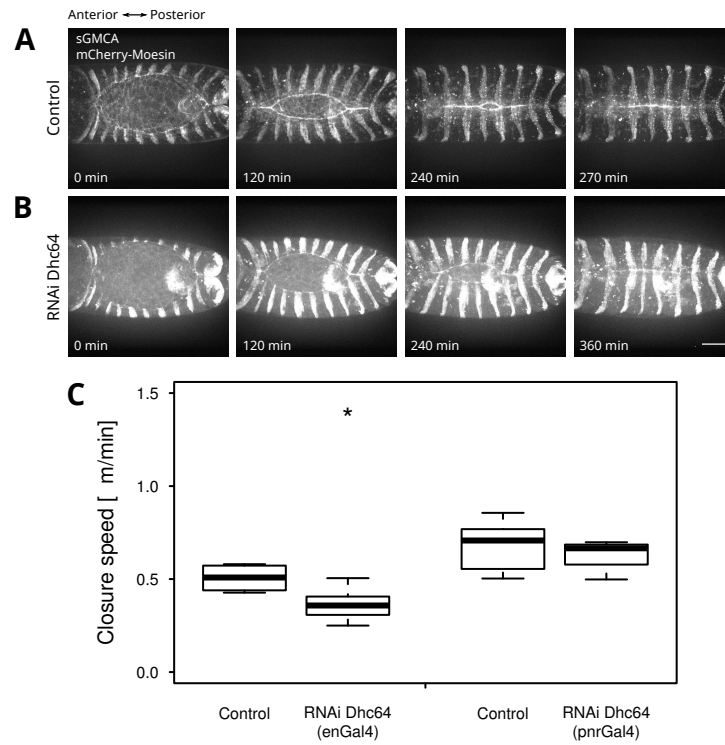 Anterior ↔ Posterior
A
sGMCA
mCherry-Moesin
Control
0 min
120 min
240 min
270 min
B
RNAi Dhc64
0 min
120 min
240 min
360 min
C
Closure speed [ m/min]
1.5
1.0
0.5
0.0
*
Control
RNAi Dhc64
(enGal4)
Control
RNAi Dhc64
(pnrGal4)